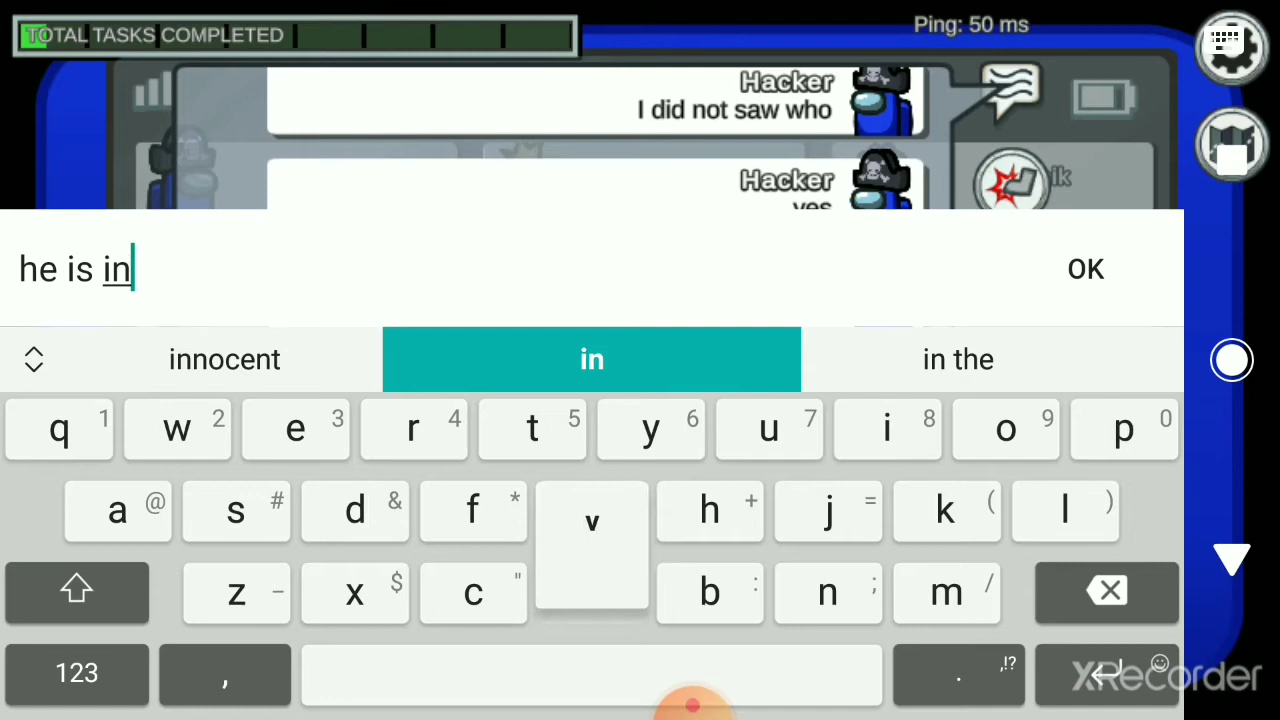 TOTAL TASKS COMPLETED
Ping: 50 ms
Hacker
I did not saw who
Hacker
yes
ik
he is in
OK
innocent in in the
q 1 w 2 e 3 r 4 t 5 y 6 u 7 i 8 o 9 p 0
a @ s # d & f * v h + j = k ( l )
z – x $ c " b : n ; m /
123 , . ,!?
XRecorder